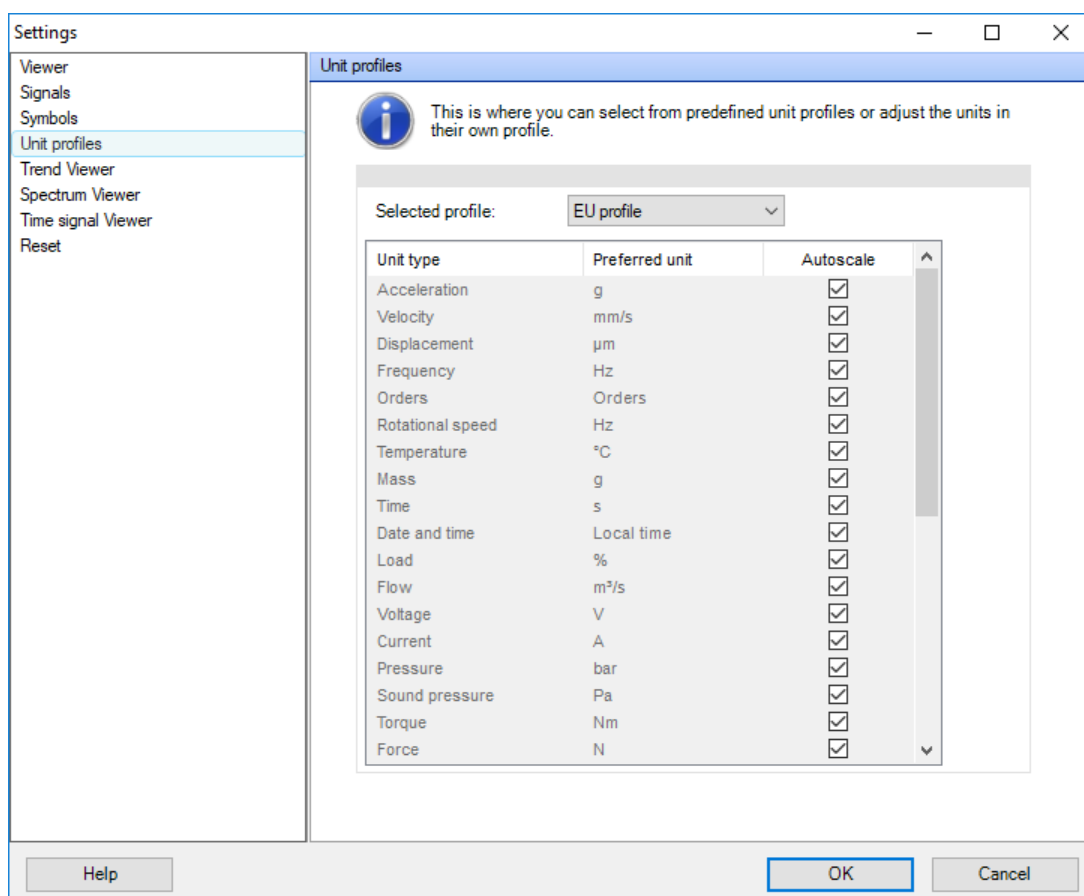 Settings
Viewer
Signals
Symbols
Unit profiles
Trend Viewer
Spectrum Viewer
Time signal Viewer
Reset
Unit profiles
This is where you can select from predefined unit profiles or adjust the units in
their own profile.
Selected profile: EU profile
Unit type Preferred unit Autoscale
Acceleration g
Velocity mm/s
Displacement µm
Frequency Hz
Orders Orders
Rotational speed Hz
Temperature °C
Mass g
Time s
Date and time Local time
Load %
Flow m³/s
Voltage V
Current A
Pressure bar
Sound pressure Pa
Torque Nm
Force N
Help OK Cancel